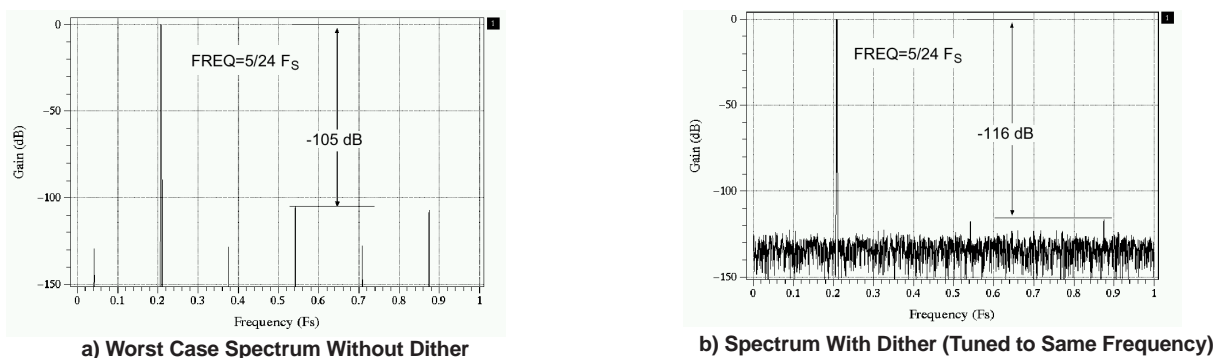 1
0
-50
-100
-150
Gain (dB)
FREQ=5/24 FS
-105 dB
0 0.1 0.2 0.3 0.4 0.5 0.6 0.7 0.8 0.9 1
Frequency (Fs)
a) Worst Case Spectrum Without Dither
1
0
-50
-100
-150
Gain (dB)
FREQ=5/24 FS
-116 dB
0 0.1 0.2 0.3 0.4 0.5 0.6 0.7 0.8 0.9 1
Frequency (Fs)
b) Spectrum With Dither (Tuned to Same Frequency)